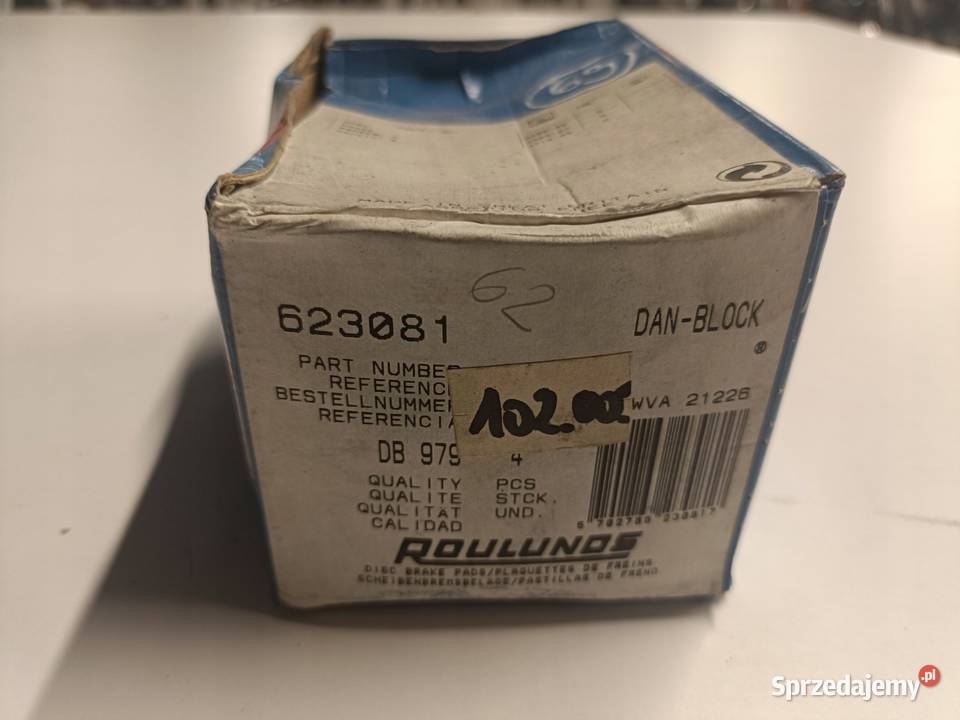 62
623081
DAN-BLOCK
®
PART NUMBER
REFERENC
BESTELLNUMMER
REFERENCIA
102.00
WVA 21226
DB 979
4
QUALITY PCS
QUALITE STCK.
QUALITAT UND.
CALIDAD
ROULUNDS
DISC BRAKE PADS/PLAQUETTES DE FREINS
SCHEIBENBREMSBELAGE/PASTILLAS DE FRENO
Sprzedajemy.pl